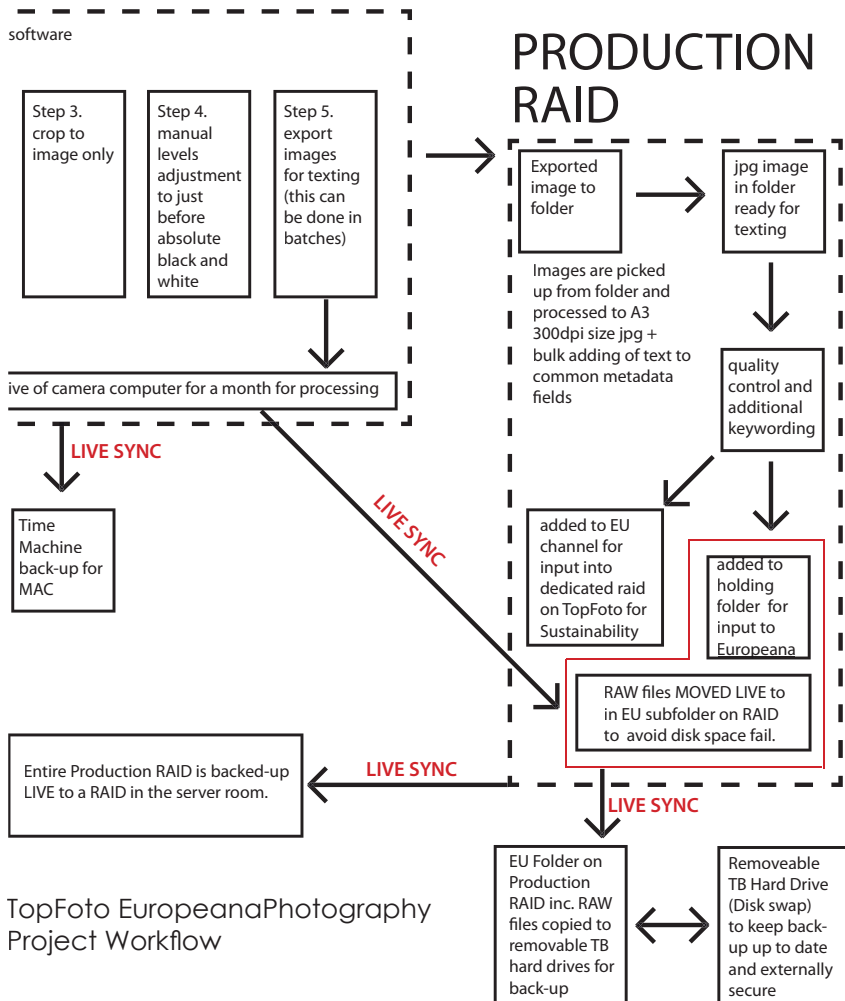 software
Step 3.
crop to
image only
Step 4.
manual
levels
adjustment
to just
before
absolute
black and
white
Step 5.
export
images
for texting
(this can
be done in
batches)
ive of camera computer for a month for processing
LIVE SYNC
Time
Machine
back-up for
MAC
LIVE SYNC
PRODUCTION
RAID
Exported
image to
folder
jpg image
in folder
ready for
texting
Images are picked
up from folder and
processed to A3
300dpi size jpg +
bulk adding of text to
common metadata
fields
quality
control and
additional
keywording
added to EU
channel for
input into
dedicated raid
on TopFoto for
Sustainability
added to
holding
folder for
input to
Europeana
RAW files MOVED LIVE to
in EU subfolder on RAID
to avoid disk space fail.
LIVE SYNC
Entire Production RAID is backed-up
LIVE to a RAID in the server room.
LIVE SYNC
EU Folder on
Production
RAID inc. RAW
files copied to
removable TB
hard drives for
back-up
Removeable
TB Hard Drive
(Disk swap)
to keep back-
up up to date
and externally
secure
TopFoto EuropeanaPhotography
Project Workflow